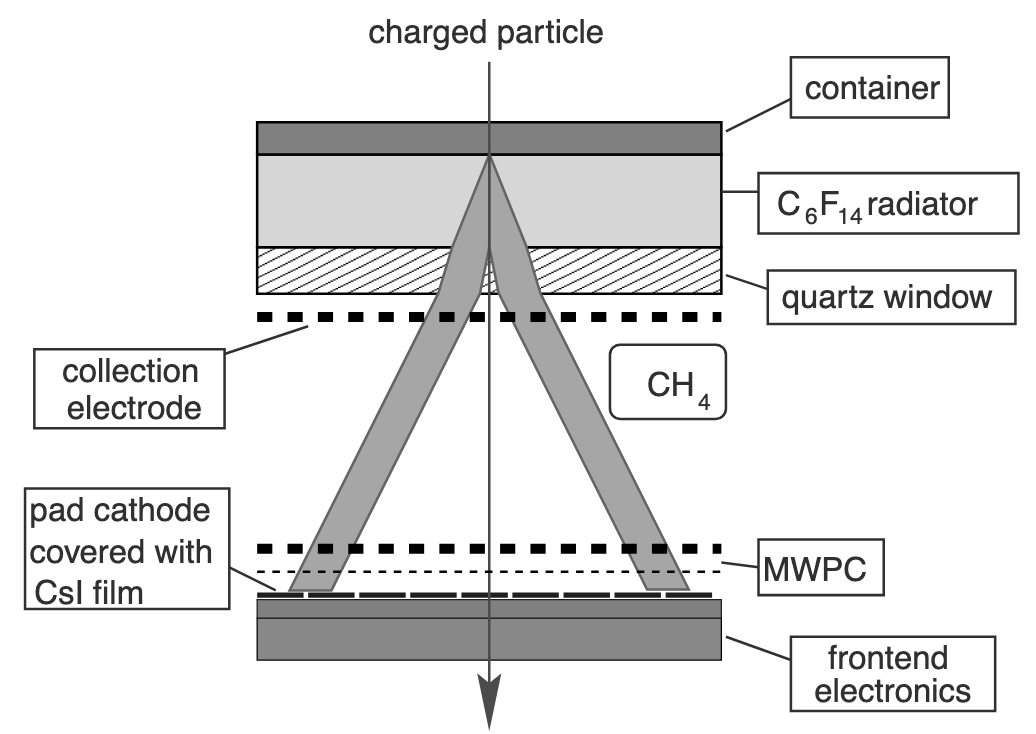 charged particle
container
C6F14 radiator
quartz window
collection
electrode
CH4
pad cathode
covered with
CsI film
MWPC
frontend
electronics